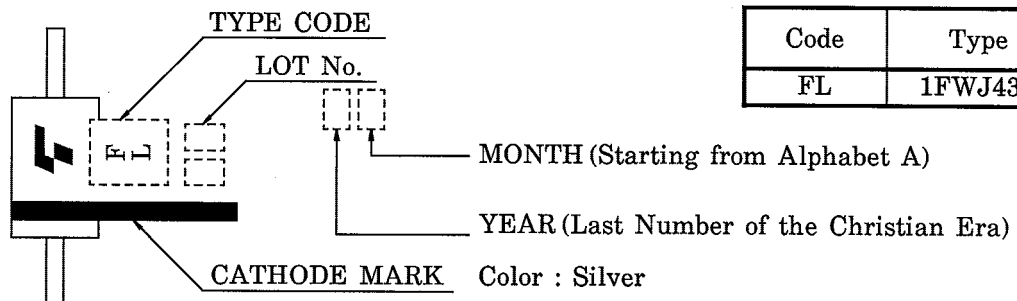 TYPE CODE
LOT No.
Code Type
FL 1FWJ43
FL
MONTH (Starting from Alphabet A)
YEAR (Last Number of the Christian Era)
CATHODE MARK Color : Silver